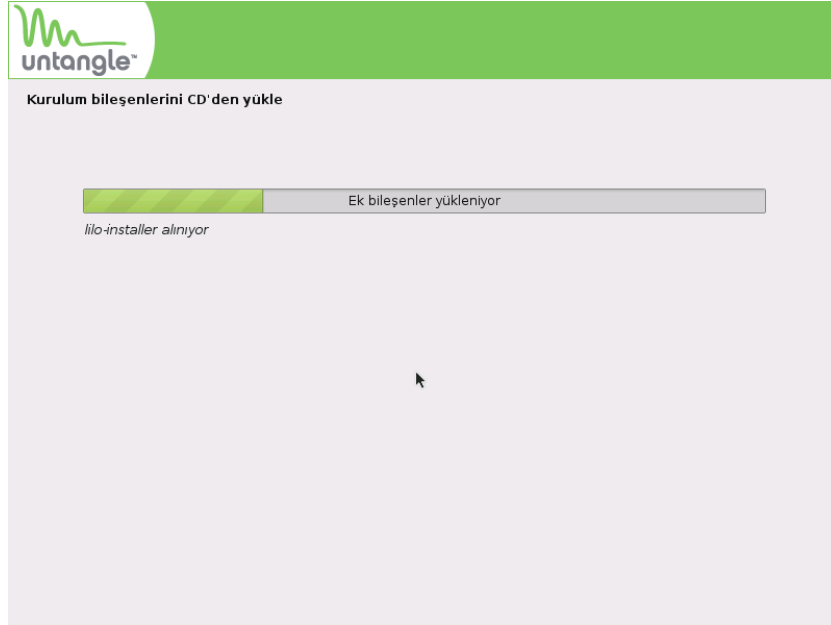 untangle™
Kurulum bileşenlerini CD'den yükle
Ek bileşenler yükleniyor
lilo-installer alınıyor